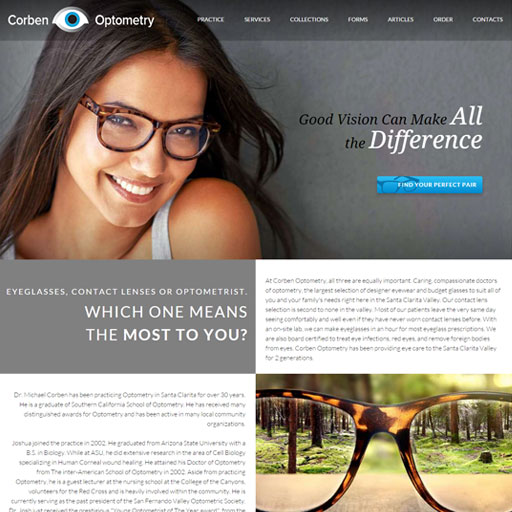 Corben Optometry
PRACTICE SERVICES COLLECTIONS FORMS ARTICLES ORDER CONTACTS
Good Vision Can Make All
the Difference
FIND YOUR PERFECT PAIR
EYEGLASSES, CONTACT LENSES OR OPTOMETRIST.
WHICH ONE MEANS
THE MOST TO YOU?
At Corben Optometry, all three are equally important. Caring, compassionate doctors
of optometry, the largest selection of designer eyewear and budget glasses to suit all of
you and your family's needs right here in the Santa Clarita Valley. Our contact lens
selection is second to none in the valley. Most of our patients leave the very same day
seeing comfortably and well even if they have never worn contact lenses before. With
an on-site lab, we can make eyeglasses in an hour for most eyeglass prescriptions. We
are also board certified to treat eye infections, red eyes, and remove foreign bodies
from eyes. Corben Optometry has been providing eye care to the Santa Clarita Valley
for 2 generations.
Dr. Michael Corben has been practicing Optometry in Santa Clarita for over 30 years.
He is a graduate of Southern California School of Optometry. He has received many
distinguished awards for Optometry and has been active in many local community
organizations.
Joshua joined the practice in 2002. He graduated from Arizona State University with a
B.S. in Biology. While at ASU, he did extensive research in the area of Cell Biology
specializing in Human Corneal wound healing. He attained his Doctor of Optometry
from The inter-American School of Optometry in 2002. Aside from practicing
Optometry, he is a guest lecturer at the nursing school at the College of the Canyons,
volunteers for the Red Cross and is heavily involved within the community. He is
currently serving as the past president of the San Fernando Valley Optometric Society.
Dr. Joshua received the prestigious "Young Optometrist of The Year award" from the